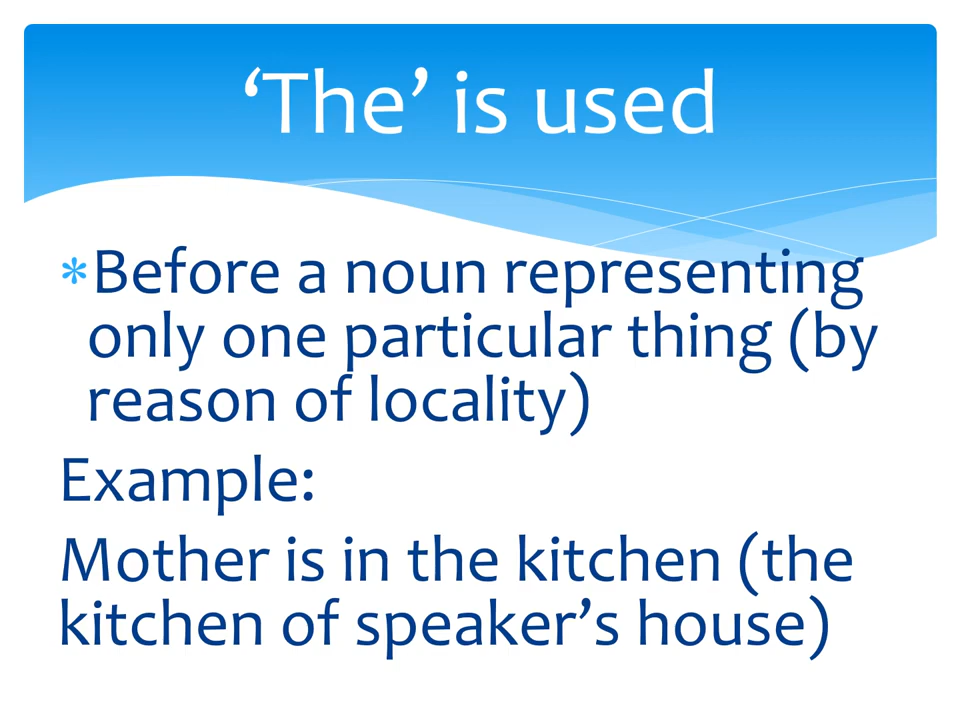 ‘The’ is used
*Before a noun representing
only one particular thing (by
reason of locality)
Example:
Mother is in the kitchen (the
kitchen of speaker’s house)